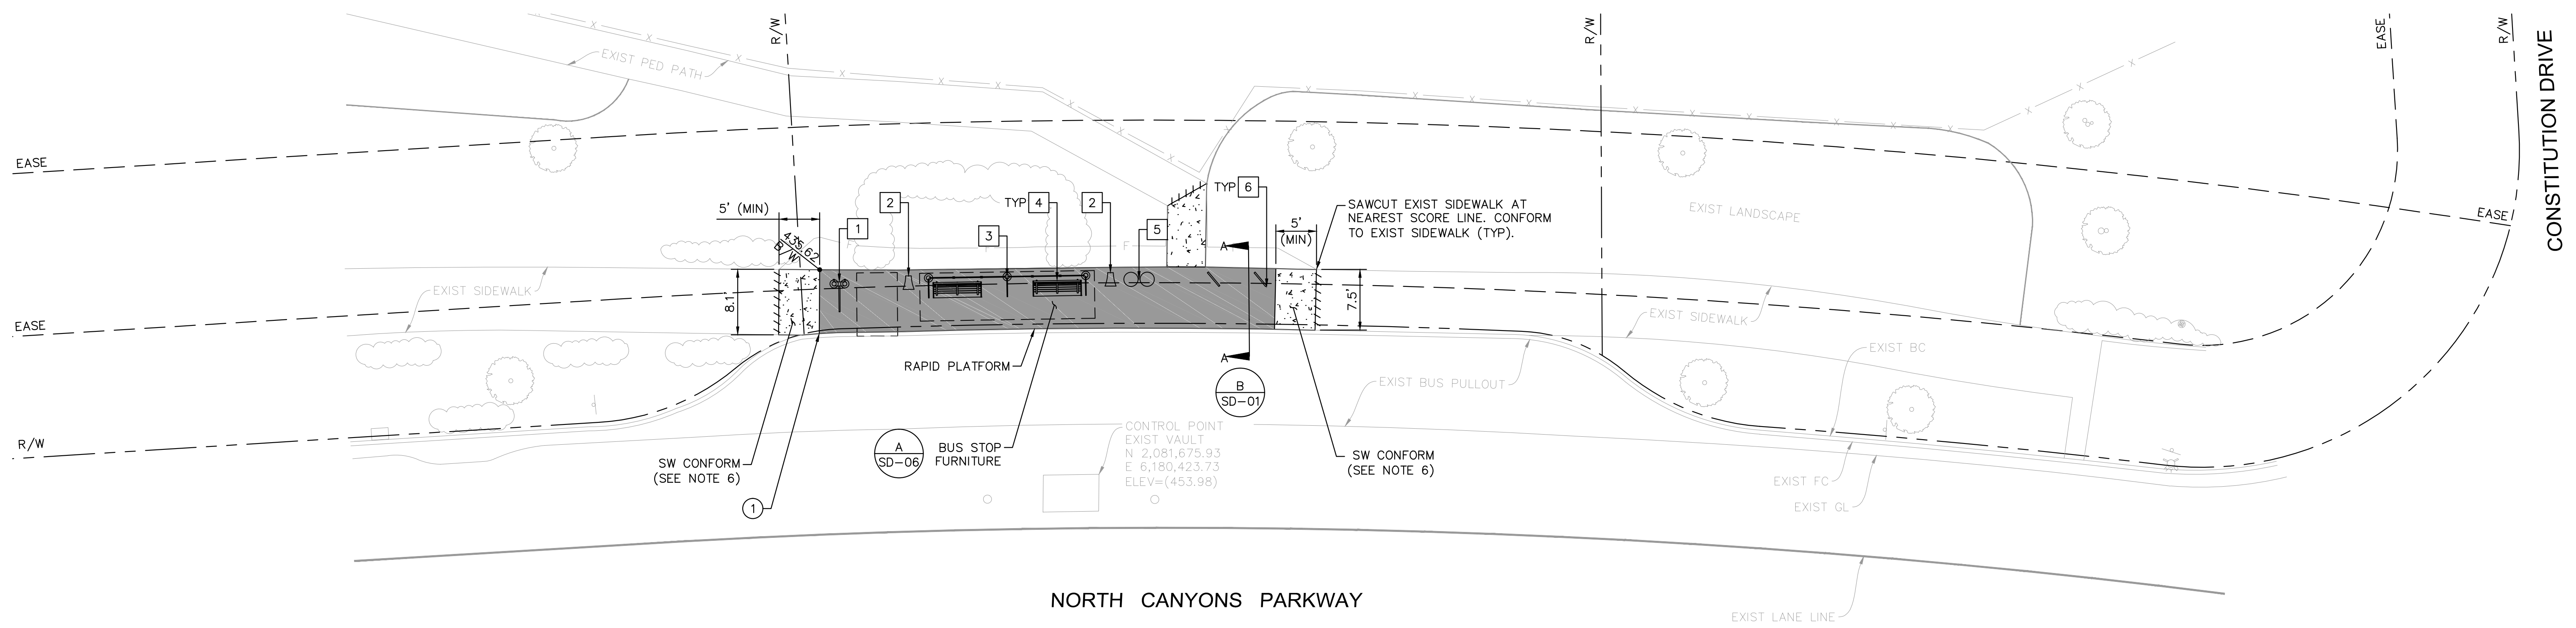 R/W
R/W
EASE
R/W
CONSTITUTION DRIVE
EXIST PED PATH
EASE
EASE
5' (MIN)
1
2
TYP 4
2
3
5
TYP 6
A
5'
(MIN)
SAWCUT EXIST SIDEWALK AT
NEAREST SCORE LINE. CONFORM
TO EXIST SIDEWALK (TYP).
EXIST LANDSCAPE
435.62
R/W
F
EXIST SIDEWALK
8.1'
7.5'
EASE
EXIST SIDEWALK
RAPID PLATFORM
A
B
SD-01
EXIST BUS PULLOUT
EXIST BC
R/W
SW CONFORM
(SEE NOTE 6)
A
SD-06
BUS STOP
FURNITURE
CONTROL POINT
EXIST VAULT
N 2,081,675.93
E 6,180,423.73
ELEV=(453.98)
SW CONFORM
(SEE NOTE 6)
EXIST FC
EXIST GL
1
NORTH CANYONS PARKWAY
EXIST LANE LINE